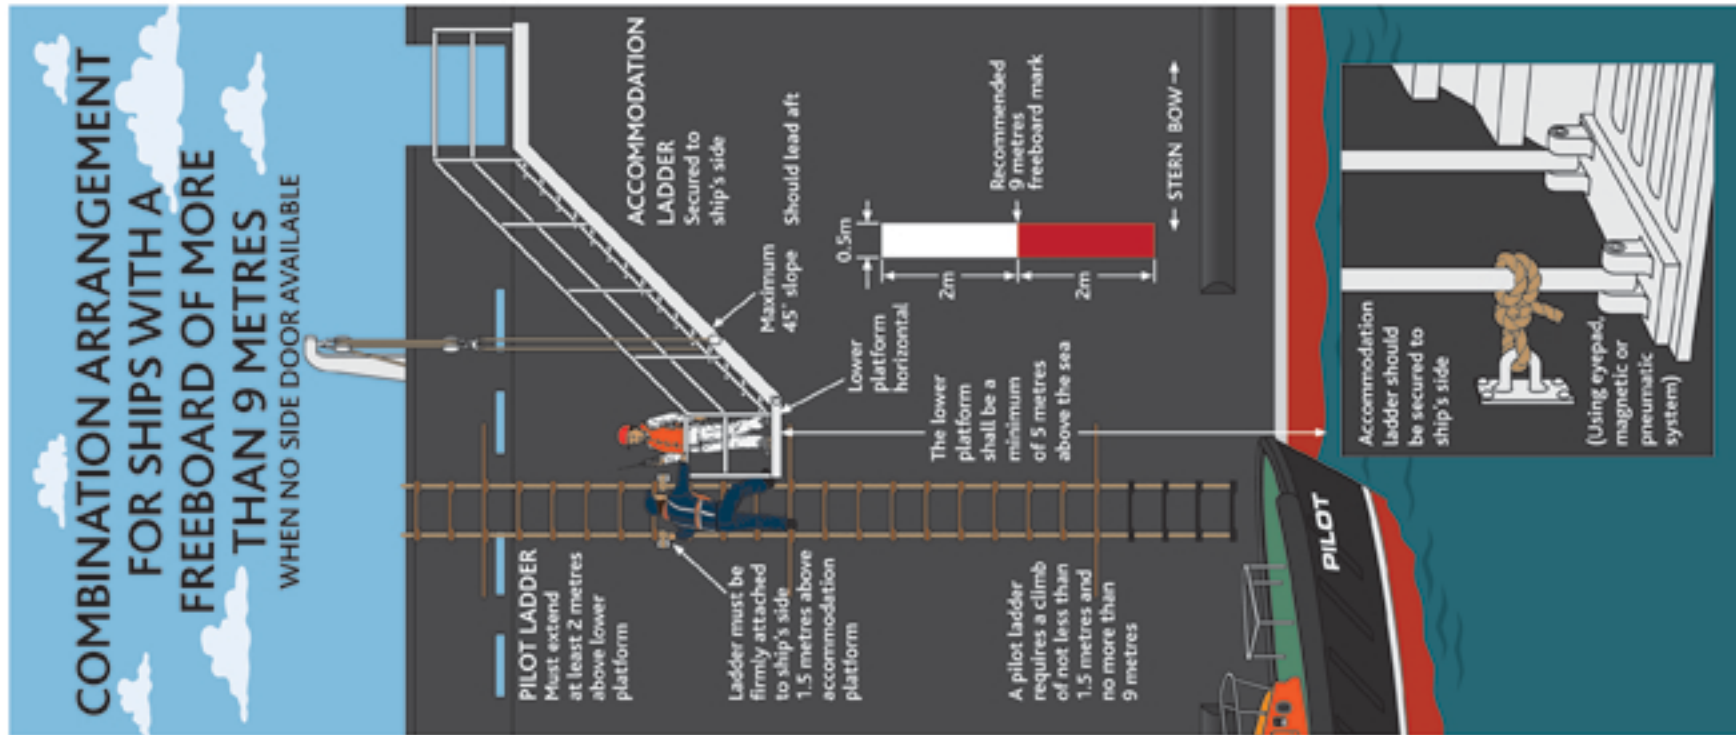 COMBINATION ARRANGEMENT
FOR SHIPS WITH A
FREEBOARD OF MORE
THAN 9 METRES
WHEN NO SIDE DOOR AVAILABLE
PILOT LADDER
Must extend
at least 2 metres
above lower
platform
Ladder must be
firmly attached
to ship's side
1.5 metres above
accommodation
platform
A pilot ladder
requires a climb
of not less than
1.5 metres and
no more than
9 metres
ACCOMMODATION
LADDER
Secured to
ship's side
Maximum
45° slope
Should lead aft
Lower
platform
horizontal
The lower
platform
shall be a
minimum
of 5 metres
above the sea
0.5m
2m
2m
Recommended
9 metres
freeboard mark
← STERN BOW →
PILOT
Accommodation
ladder should
be secured to
ship's side
(Using eyepad,
magnetic or
pneumatic
system)